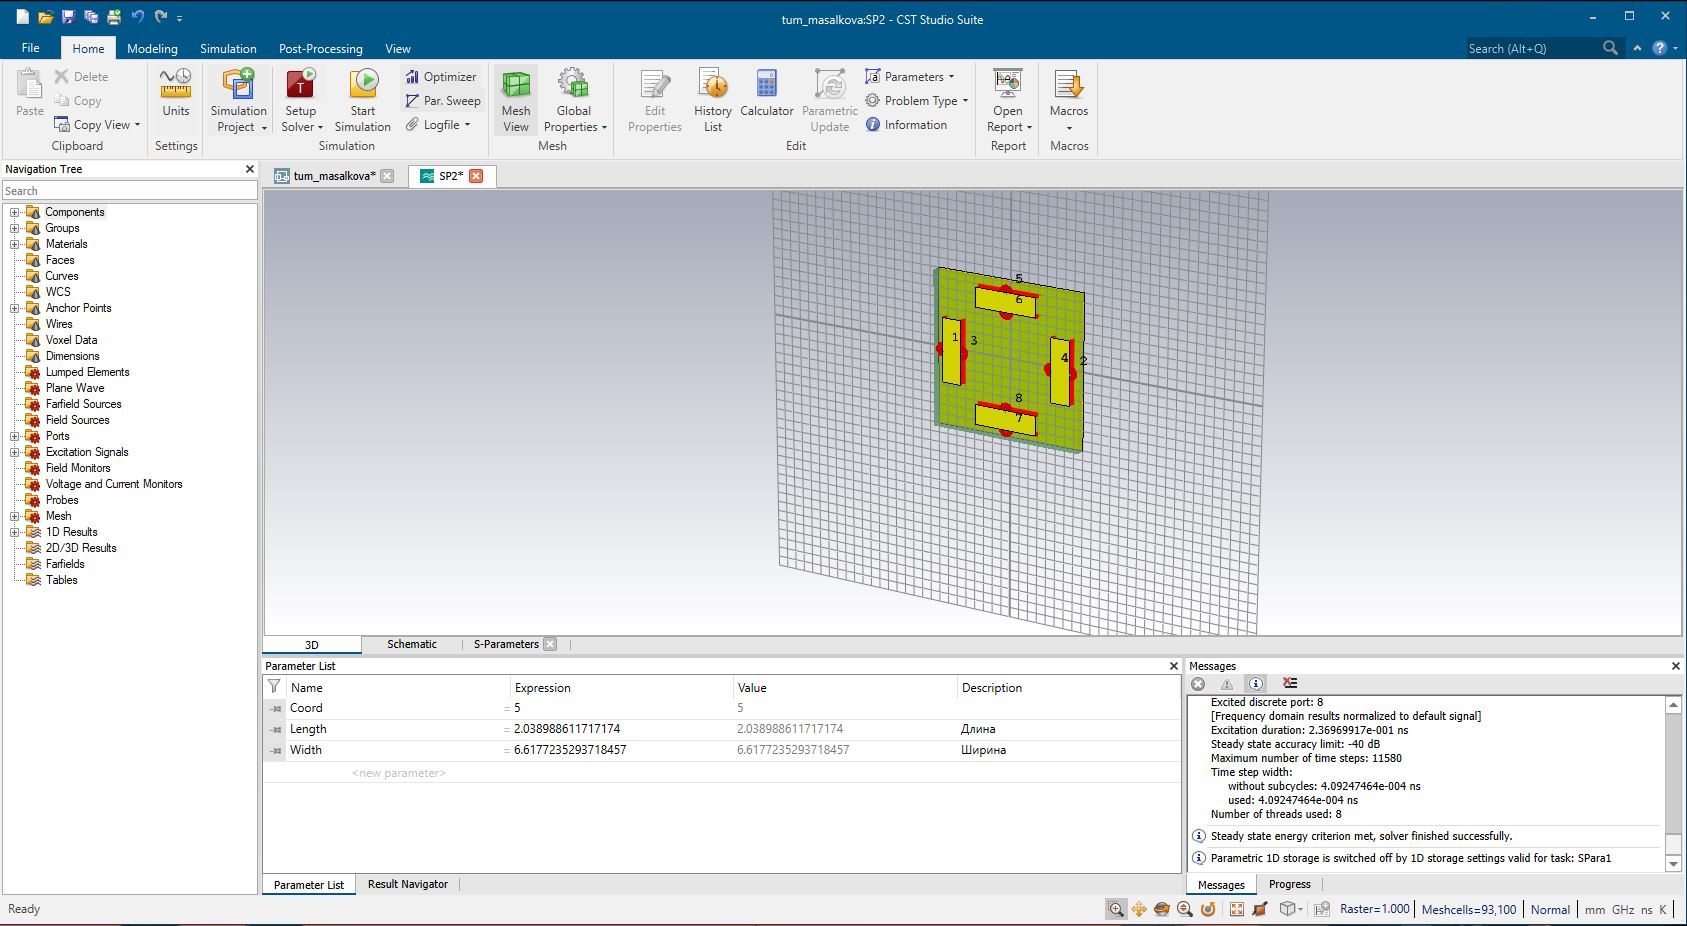 tum_masalkova:SP2 - CST Studio Suite
File Home Modeling Simulation Post-Processing View Search (Alt+Q)
Paste
Delete
Copy
Copy View
Clipboard
Units
Settings
Simulation Project
Setup Solver
Start Simulation
Optimizer
Par. Sweep
Logfile
Simulation
Mesh View
Global Properties
Mesh
Edit Properties
History List
Calculator
Parametric Update
Parameters
Problem Type
Information
Edit
Open Report
Report
Macros
Macros
Navigation Tree
Search
Components
Groups
Materials
Faces
Curves
WCS
Anchor Points
Wires
Voxel Data
Dimensions
Lumped Elements
Plane Wave
Farfield Sources
Field Sources
Ports
Excitation Signals
Field Monitors
Voltage and Current Monitors
Probes
Mesh
1D Results
2D/3D Results
Farfields
Tables
tum_masalkova* SP2*
5
6
1 3
4 2
8
7
3D Schematic S-Parameters
Parameter List
Name Expression Value Description
Coord = 5 5
Length = 2.038988611717174 2.038988611717174 Длина
Width = 6.6177235293718457 6.6177235293718457 Ширина
<new parameter>
Parameter List Result Navigator
Messages
Excited discrete port: 8
[Frequency domain results normalized to default signal]
Excitation duration: 2.36969917e-001 ns
Steady state accuracy limit: -40 dB
Maximum number of time steps: 11580
Time step width:
without subcycles: 4.09247464e-004 ns
used: 4.09247464e-004 ns
Number of threads used: 8
Steady state energy criterion met, solver finished successfully.
Parametric 1D storage is switched off by 1D storage settings valid for task: SPara1
Messages Progress
Ready
Raster=1.000 Meshcells=93,100 Normal mm GHz ns K